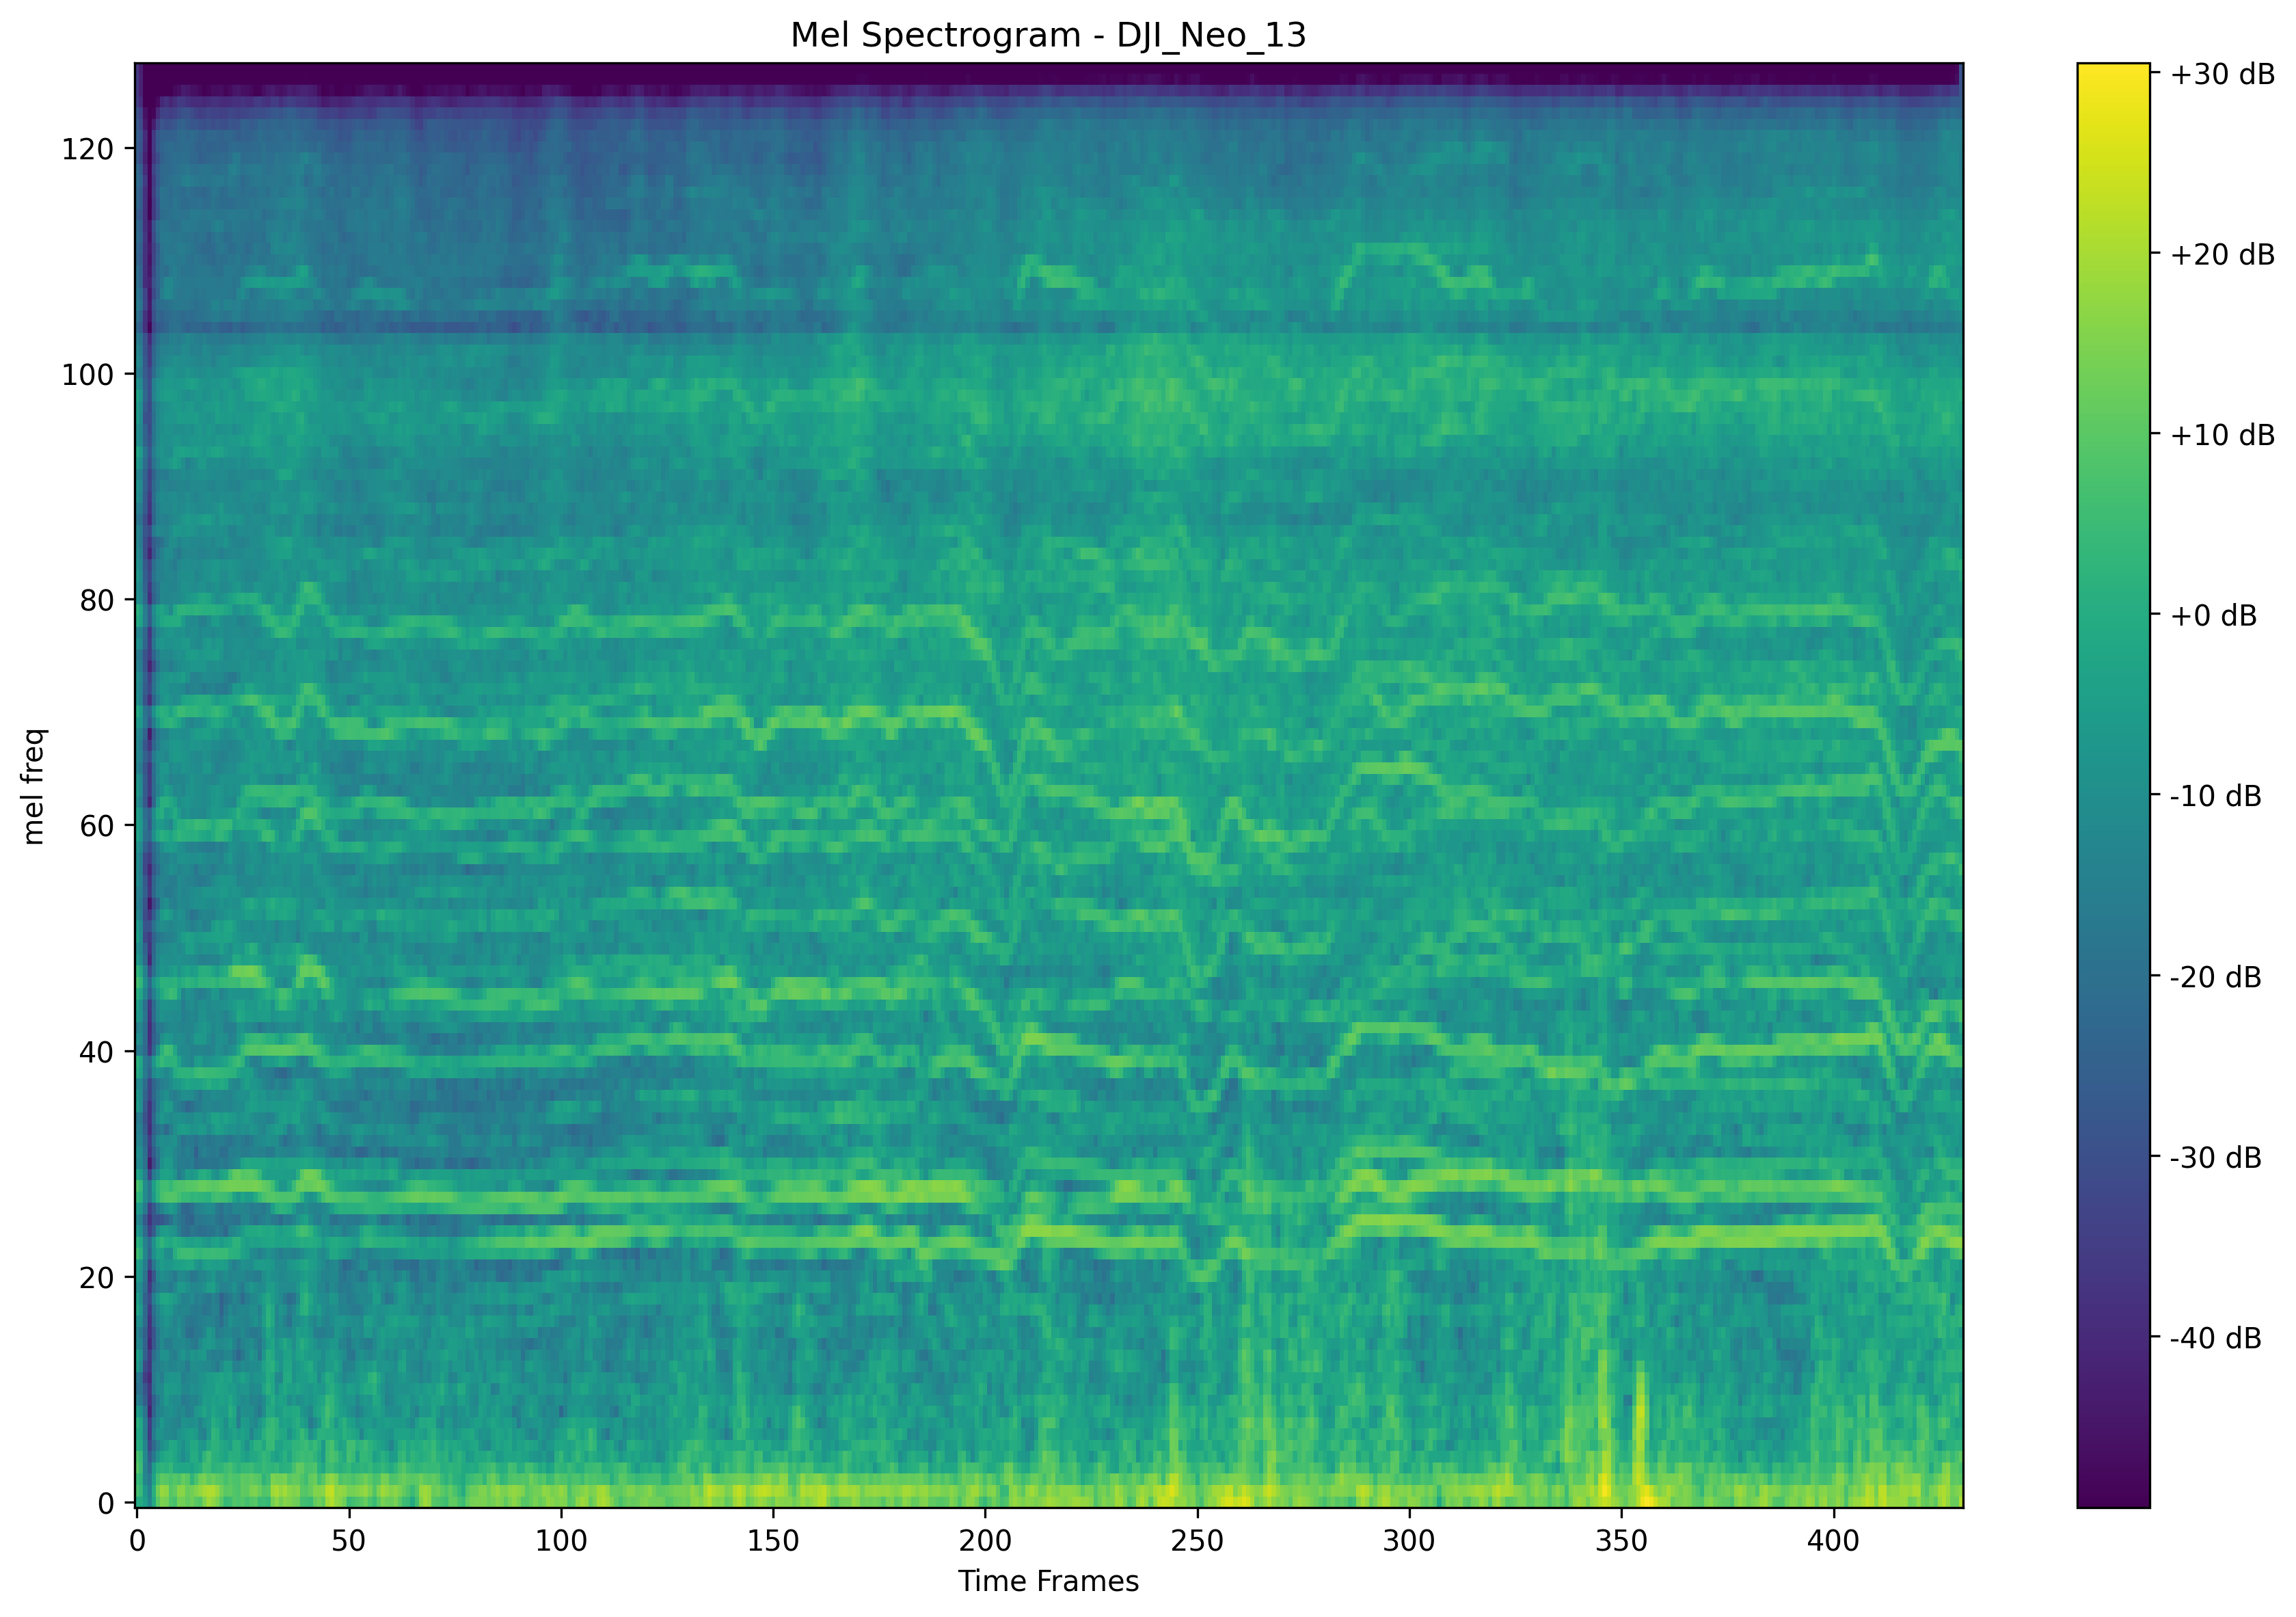 Mel Spectrogram - DJI_Neo_13
mel freq
120
100
80
60
40
20
0
0 50 100 150 200 250 300 350 400
Time Frames
+30 dB
+20 dB
+10 dB
+0 dB
-10 dB
-20 dB
-30 dB
-40 dB